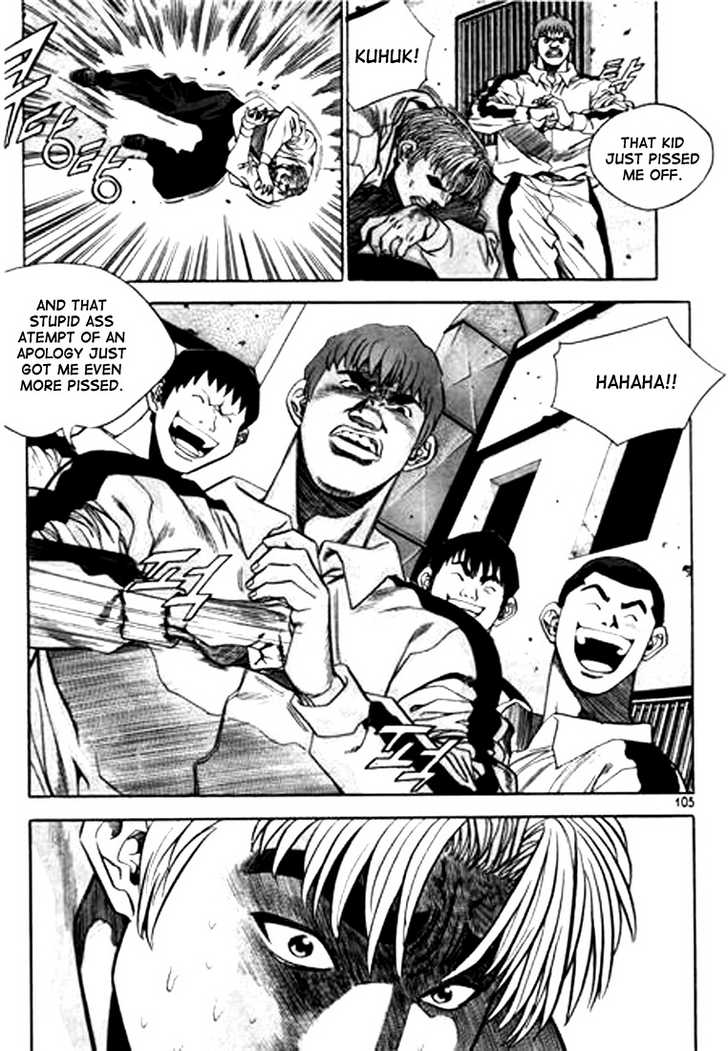 KUHUK!
THAT KID
JUST PISSED
ME OFF.
AND THAT
STUPID ASS
ATEMPT OF AN
APOLOGY JUST
GOT ME EVEN
MORE PISSED.
HAHAHA!!
105